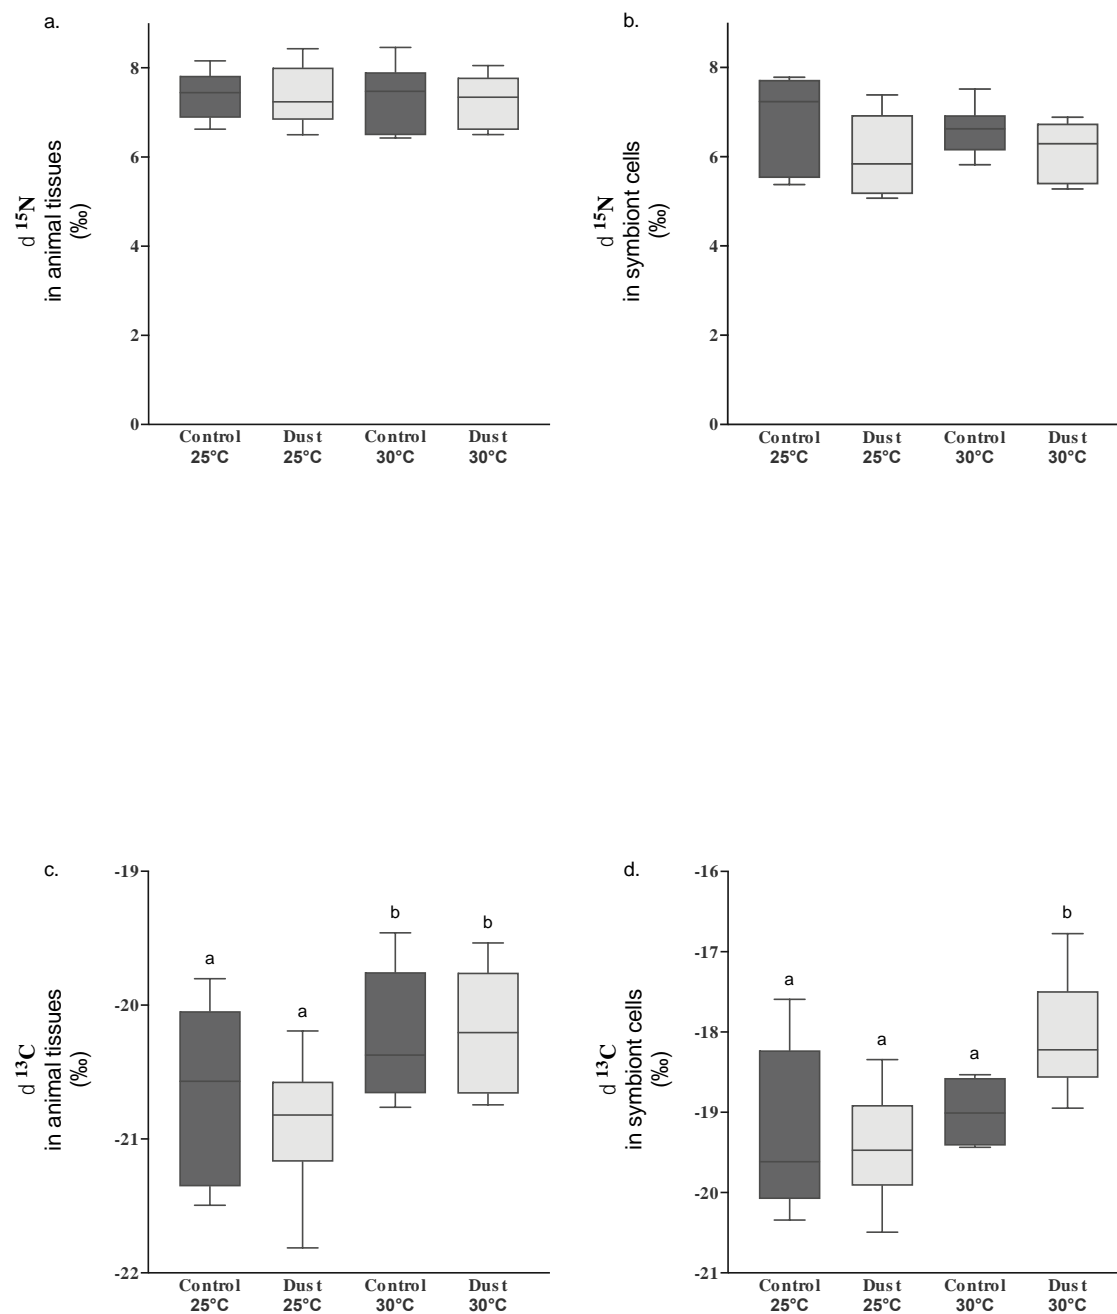 a.
d 15N
in animal tissues
(‰)
8
6
4
2
0
Control Dust Control Dust
25°C 25°C 30°C 30°C
b.
d 15N
in symbiont cells
(‰)
8
6
4
2
0
Control Dust Control Dust
25°C 25°C 30°C 30°C
c.
d 13C
in animal tissues
(‰)
-19
-20
-21
-22
a a b b
Control Dust Control Dust
25°C 25°C 30°C 30°C
d.
d 13C
in symbiont cells
(‰)
-16
-17
-18
-19
-20
-21
a a a b
Control Dust Control Dust
25°C 25°C 30°C 30°C